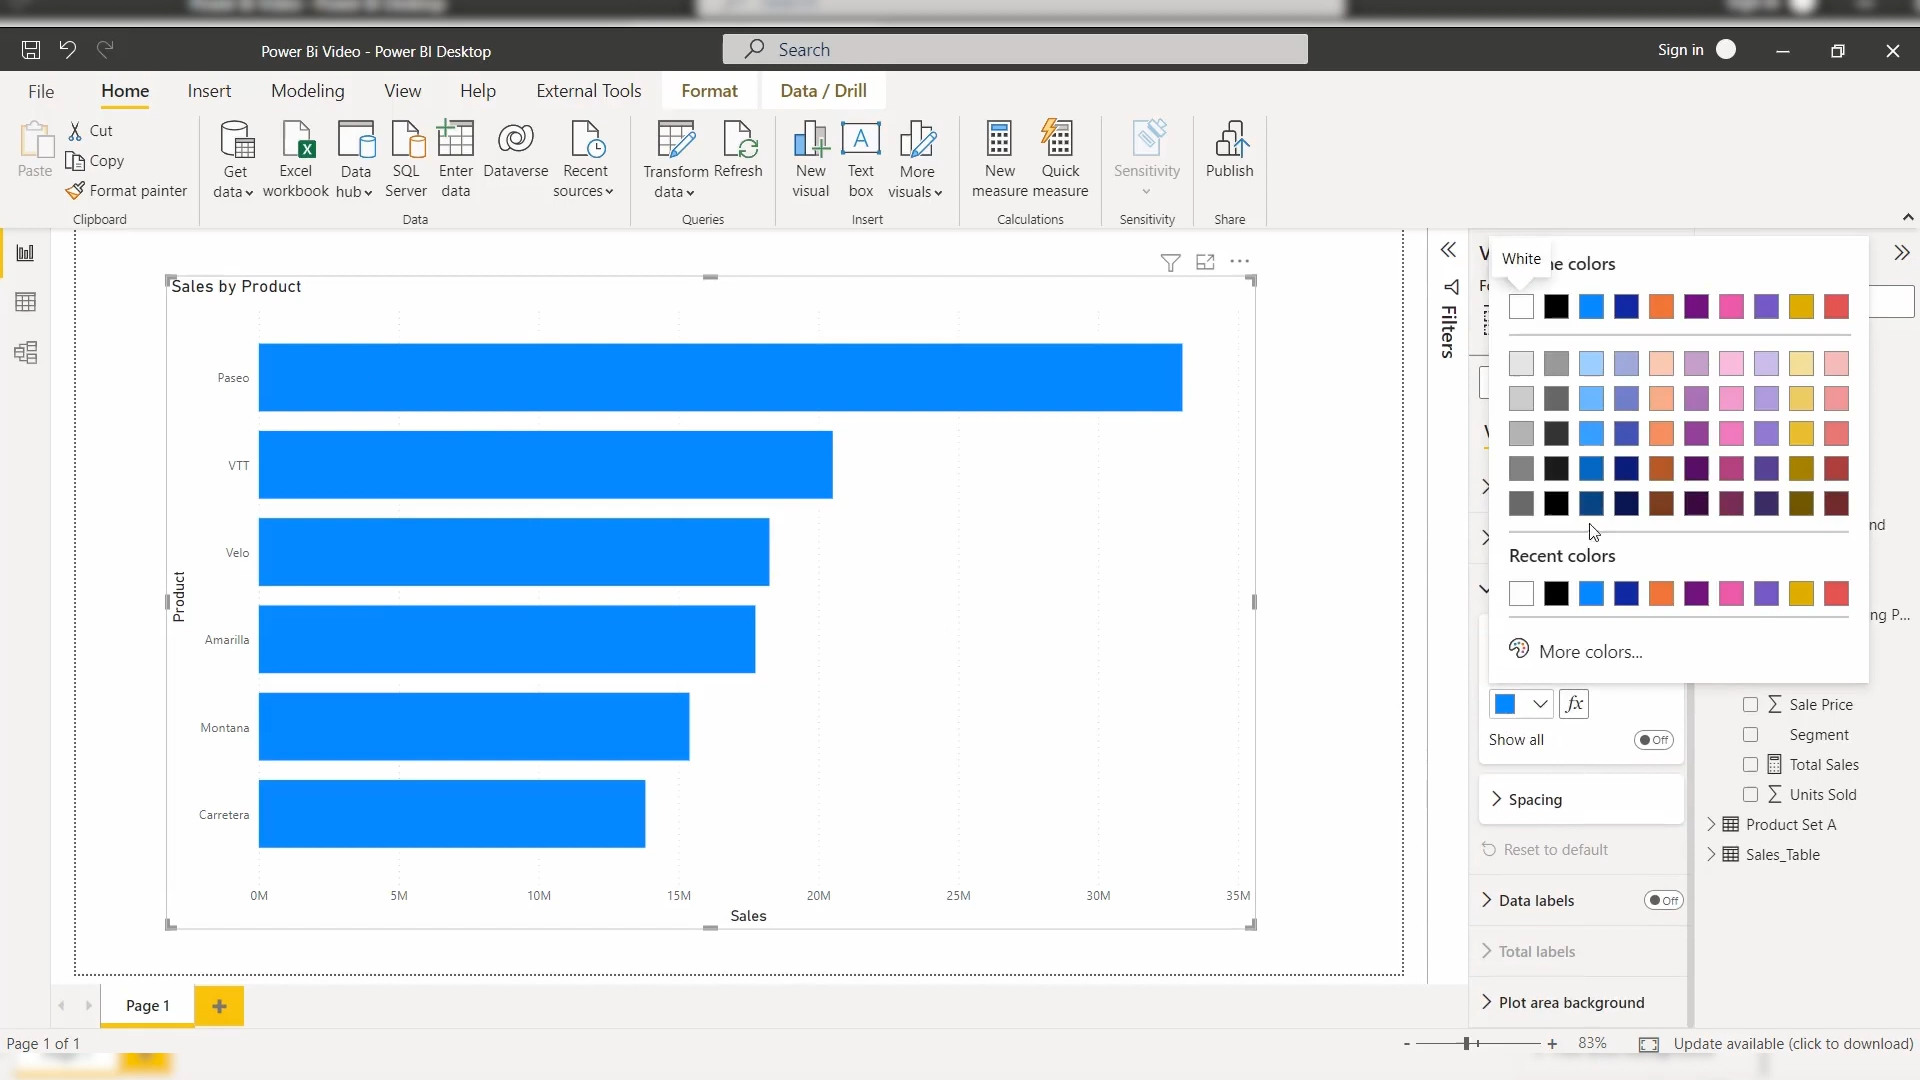 Power Bi Video - Power BI Desktop
Search
Sign in
File
Home
Insert
Modeling
View
Help
External Tools
Format
Data / Drill
Paste
Cut
Copy
Format painter
Clipboard
Get data
Excel workbook
Data hub
SQL Server
Enter data
Dataverse
Recent sources
Data
Transform data
Refresh
Queries
New visual
Text box
More visuals
Insert
New measure
Quick measure
Calculations
Sensitivity
Sensitivity
Publish
Share
Sales by Product
Paseo
VTT
Velo
Amarilla
Montana
Carretera
Product
0M
5M
10M
15M
20M
25M
30M
35M
Sales
Filters
White
e colors
Recent colors
More colors...
fx
Show all
Off
Spacing
Reset to default
Data labels
Off
Total labels
Plot area background
nd
ng P...
Sale Price
Segment
Total Sales
Units Sold
Product Set A
Sales_Table
Page 1
Page 1 of 1
83%
Update available (click to download)